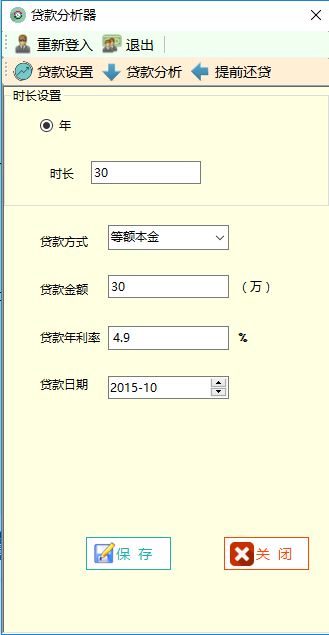 贷款分析器
重新登入 退出
贷款设置 贷款分析 提前还贷
时长设置
年
时长 30
贷款方式 等额本金
贷款金额 30 （万）
贷款年利率 4.9 %
贷款日期 2015-10
保 存 关 闭